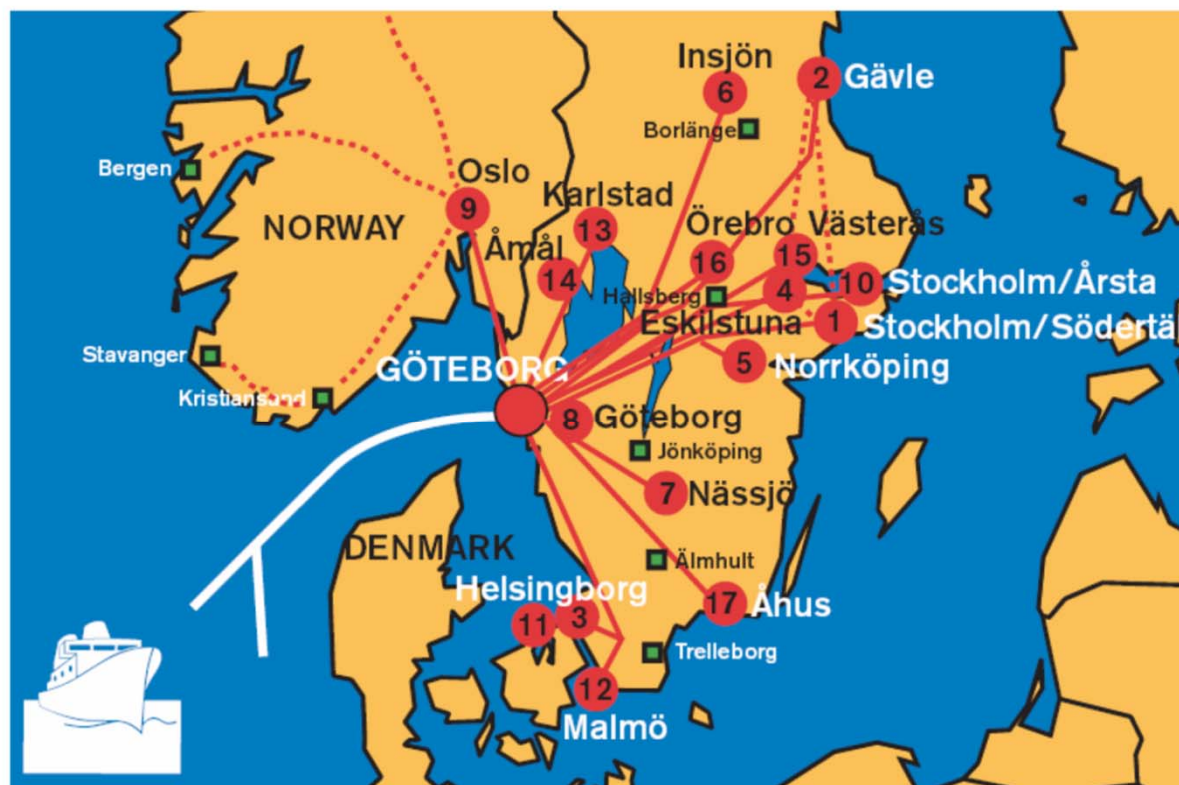 Insjön
6
2 Gävle
Borlänge
Bergen
Oslo
9
Karlstad
13
NORWAY
Örebro Västerås
16
15
Åmål
14
Hallsberg
4
10 Stockholm/Årsta
Eskilstuna
1 Stockholm/Södertä
Stavanger
GÖTEBORG
5 Norrköping
Kristiansand
8 Göteborg
Jönköping
7 Nässjö
DENMARK
Älmhult
Helsingborg
11
3
17 Åhus
Trelleborg
12
Malmö